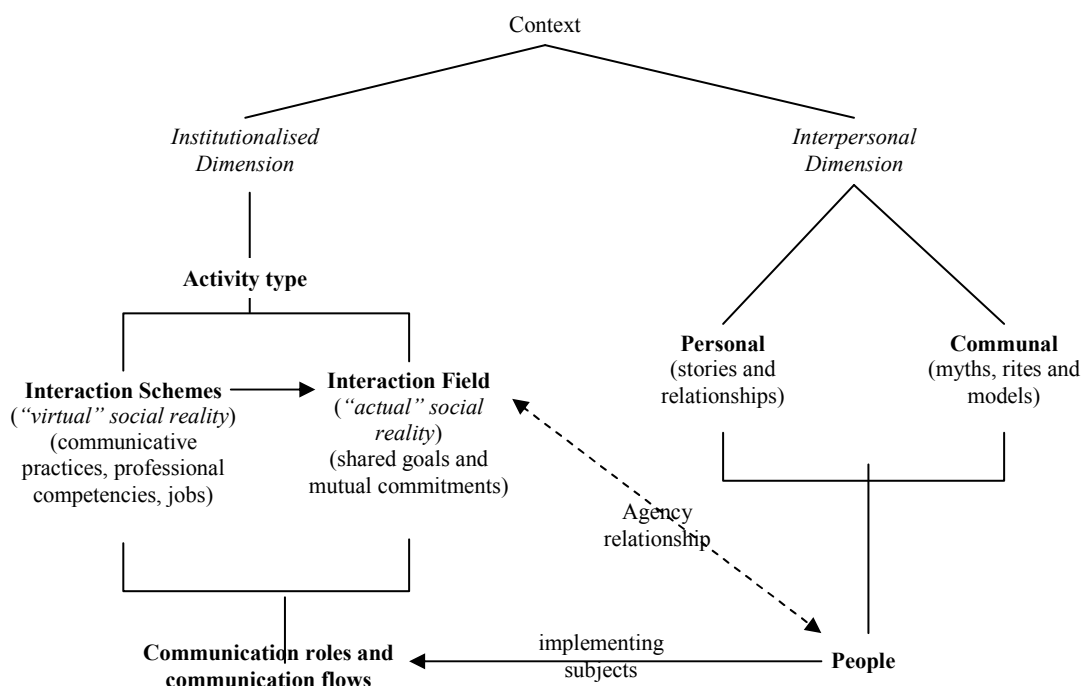 Context
Institutionalised
Dimension
Interpersonal
Dimension
Activity type
Personal
(stories and
relationships)
Communal
(myths, rites and
models)
Interaction Schemes
(“virtual” social reality)
(communicative
practices, professional
competencies, jobs)
Interaction Field
(“actual” social
reality)
(shared goals and
mutual commitments)
Agency
relationship
Communication roles and
communication flows
implementing
subjects
People